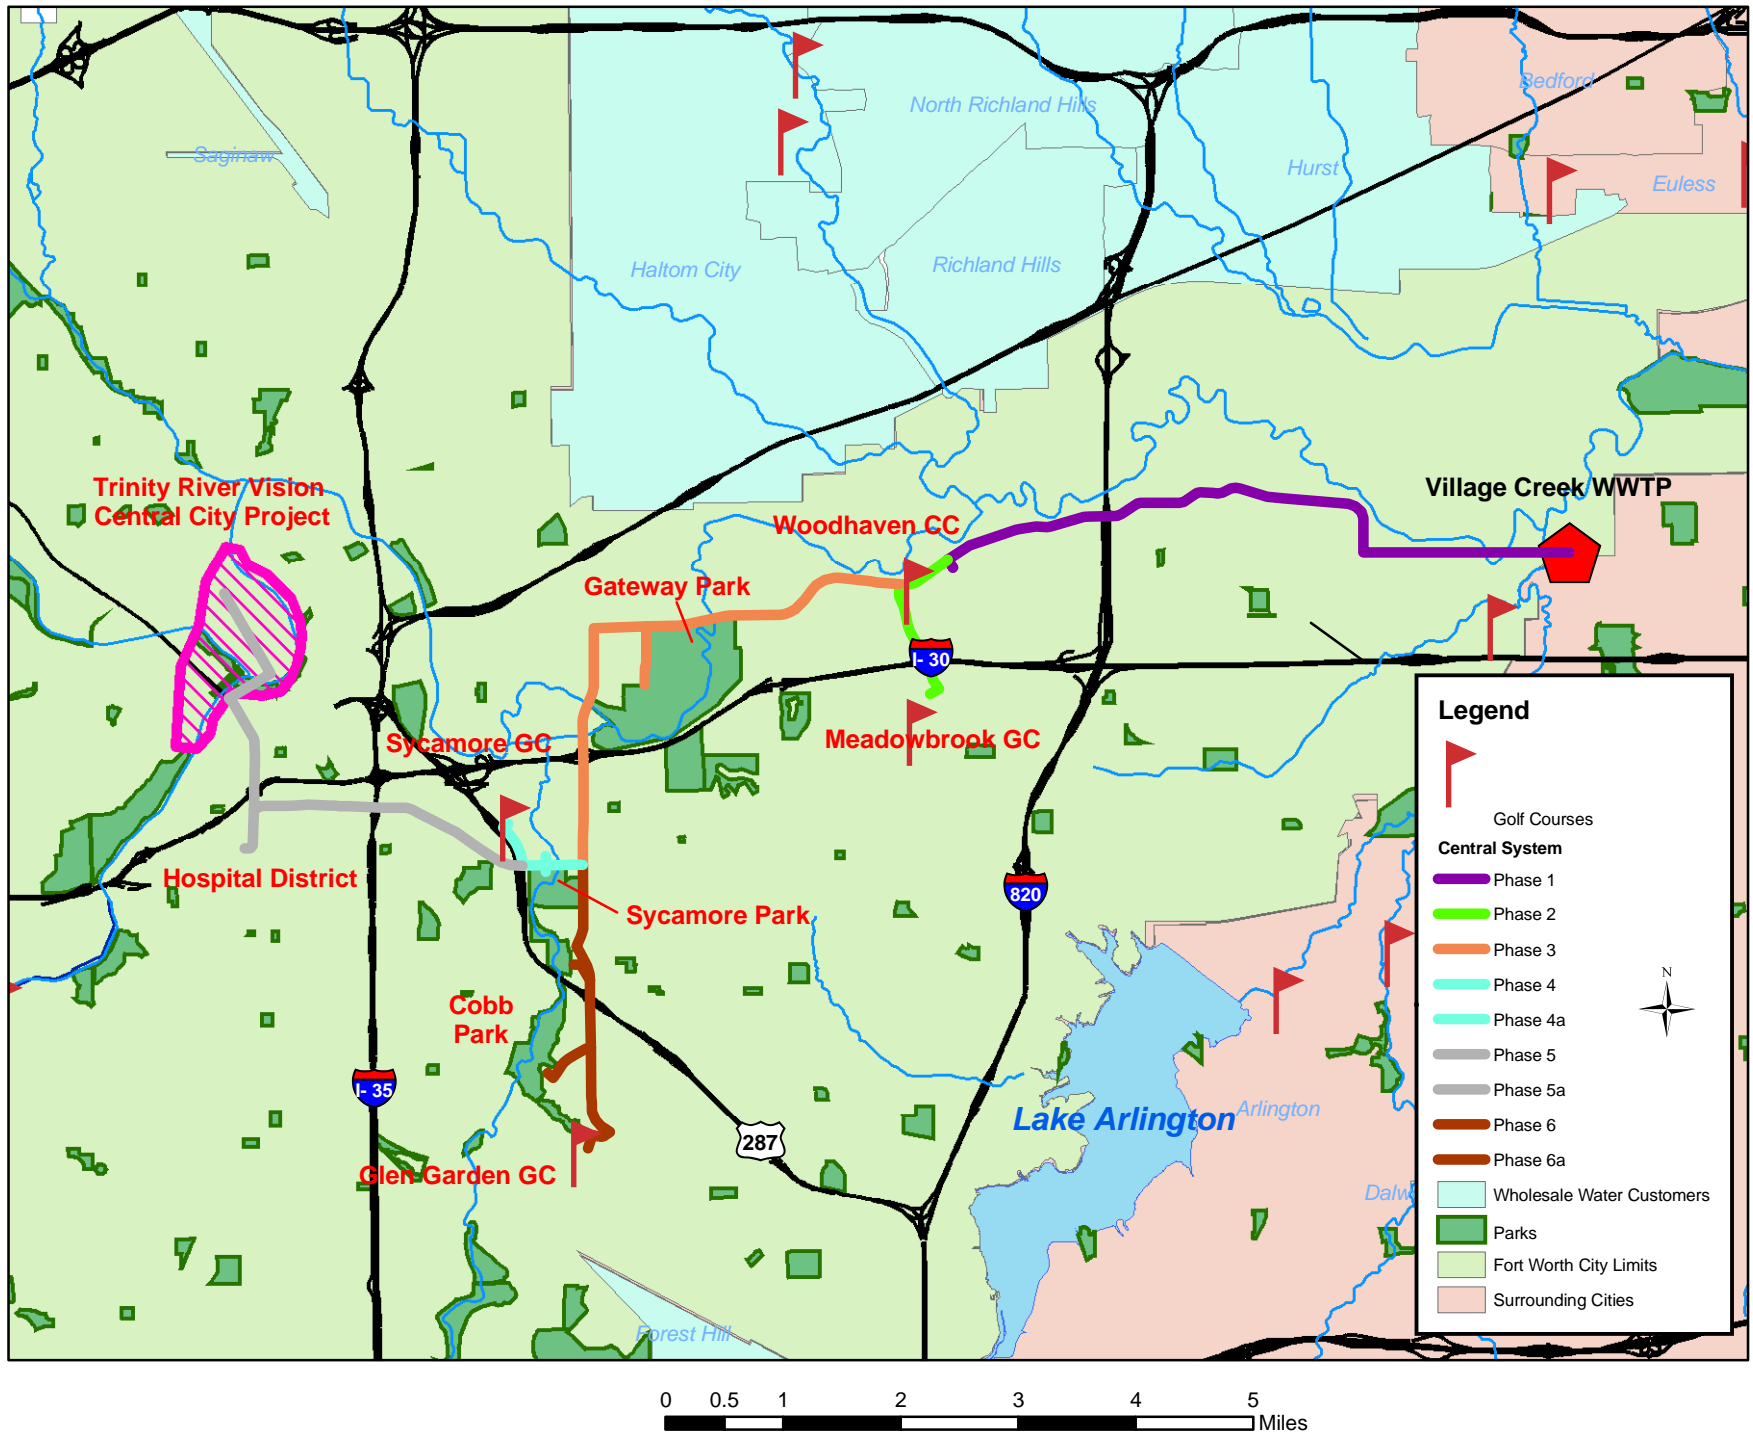 Bedford
North Richland Hills
Saginaw
Hurst
Euless
Haltom City
Richland Hills
Trinity River Vision
Central City Project
Village Creek WWTP
Woodhaven CC
Gateway Park
I- 30
Meadowbrook GC
Sycamore GC
Hospital District
Sycamore Park
820
Cobb
Park
I- 35
287
Lake Arlington
Arlington
Glen Garden GC
Dalw
Forest Hill
Legend
Golf Courses
Central System
Phase 1
Phase 2
Phase 3
Phase 4
Phase 4a
Phase 5
Phase 5a
Phase 6
Phase 6a
Wholesale Water Customers
Parks
Fort Worth City Limits
Surrounding Cities
N
0 0.5 1 2 3 4 5
Miles